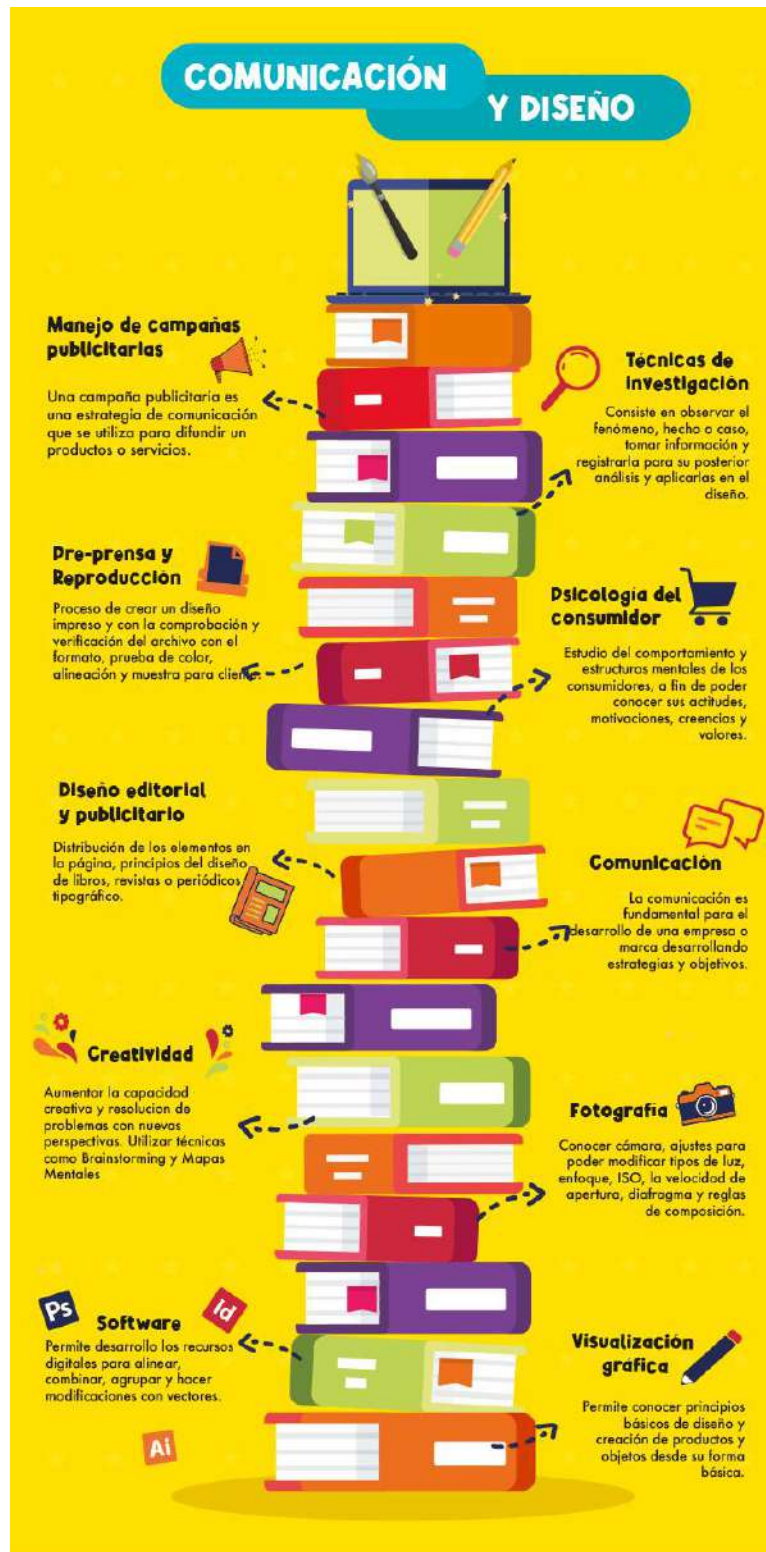 COMUNICACIÓN
Y DISEÑO
Manejo de campañas
publicitarias
Una campaña publicitaria es
una estrategia de comunicación
que se utiliza para difundir un
productos o servicios.
Técnicas de
investigación
Consiste en observar el
fenómeno, hecho o caso,
tomar información y
registrarla para su posterior
análisis y aplicarlas en el
diseño.
Pre-prensa y
Reproducción
Proceso de crear un diseño
impreso y con la comprobación y
verificación del archivo con el
formato, prueba de color,
alineación y muestra para cliente.
Psicología del
consumidor
Estudio del comportamiento y
estructuras mentales de los
consumidores, a fin de poder
conocer sus actitudes,
motivaciones, creencias y
valores.
Diseño editorial
y publicitario
Distribución de los elementos en
la página, principios del diseño
de libros, revistas o periódicos,
tipográfico.
Comunicación
La comunicación es
fundamental para el
desarrollo de una empresa o
marca desarrollando
estrategias y objetivos.
Creatividad
Aumentar la capacidad
creativa y resolucion de
problemas con nuevas
perspectivas. Utilizar técnicas
como Brainstorming y Mapas
Mentales
Fotografía
Conocer cámara, ajustes para
poder modificar tipos de luz,
enfoque, ISO, la velocidad de
apertura, diafragma y reglas
de composición.
Ps
Id
Software
Permite desarrollo los recursos
digitales para alinear,
combinar, agrupar y hacer
modificaciones con vectores.
Ai
Visualización
gráfica
Permite conocer principios
básicos de diseño y
creación de productos y
objetos desde su forma
básica.